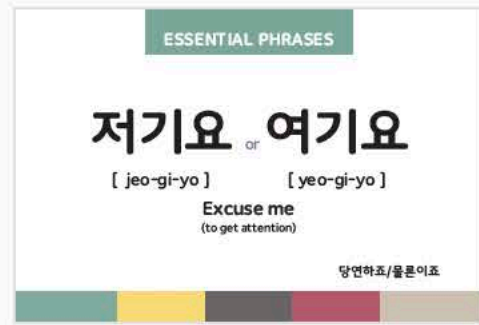 ESSENTIAL PHRASES
저기요 or 여기요
[ jeo-gi-yo ] [ yeo-gi-yo ]
Excuse me
(to get attention)
당연하죠/물론이죠